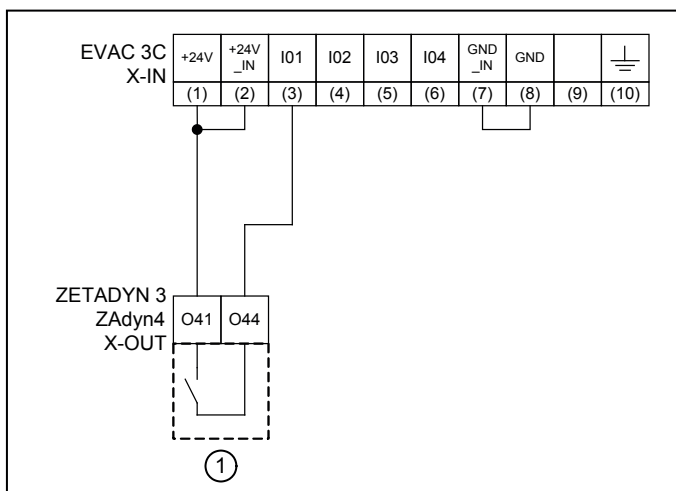 EVAC 3C
X-IN
+24V +24V _IN I01 I02 I03 I04 GND _IN GND
(1) (2) (3) (4) (5) (6) (7) (8) (9) (10)
ZETADYN 3
ZAdyn4
X-OUT
O41 O44
1